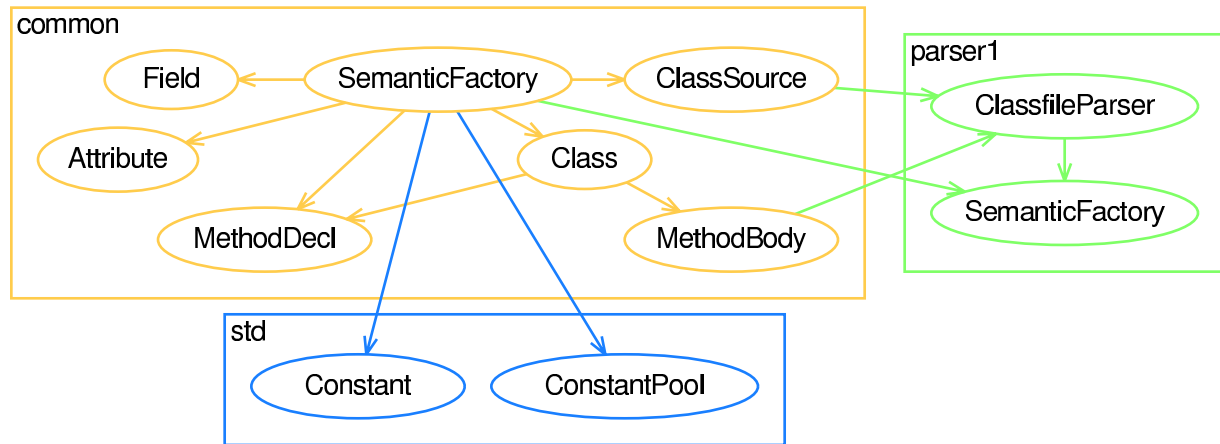 common
Field
SemanticFactory
ClassSource
Attribute
Class
MethodDecl
MethodBody
parser1
ClassfileParser
SemanticFactory
std
Constant
ConstantPool